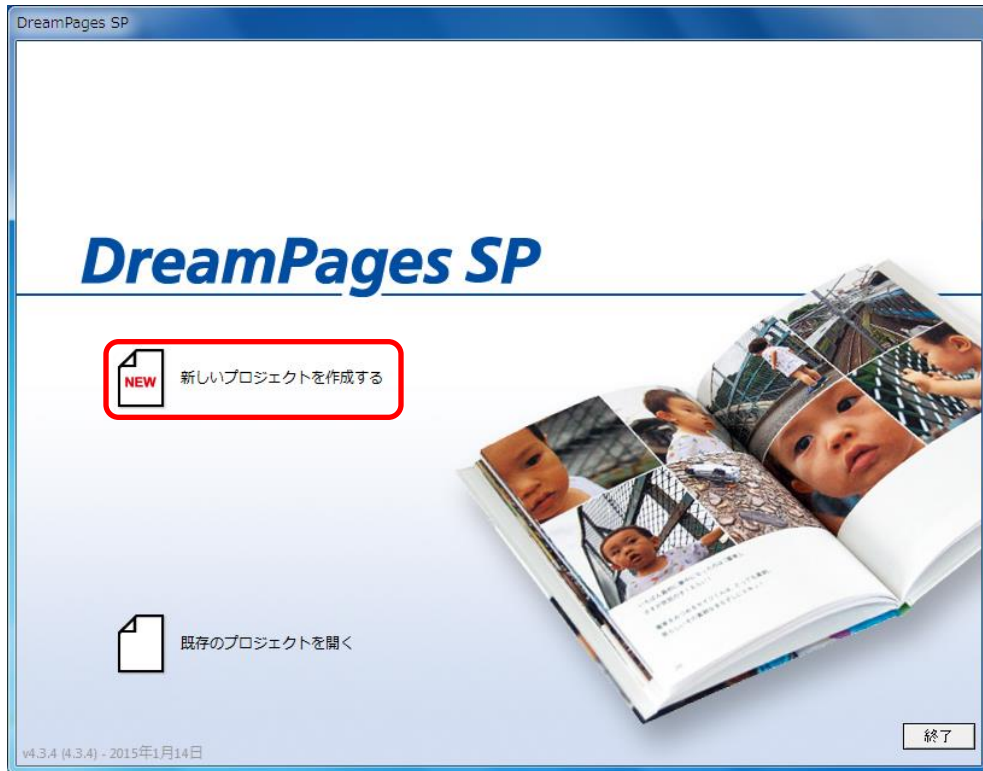 DreamPages SP
DreamPages SP
NEW
新しいプロジェクトを作成する
既存のプロジェクトを開く
終了
v4.3.4 (4.3.4) - 2015年1月14日